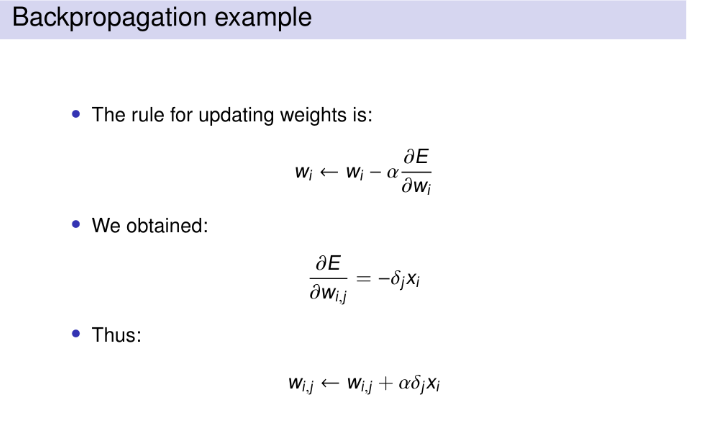 Backpropagation example
• The rule for updating weights is:
wᵢ ← wᵢ − α ∂E/∂wᵢ
• We obtained:
∂E/∂wᵢ,ⱼ = −δⱼxᵢ
• Thus:
wᵢ,ⱼ ← wᵢ,ⱼ + αδⱼxᵢ